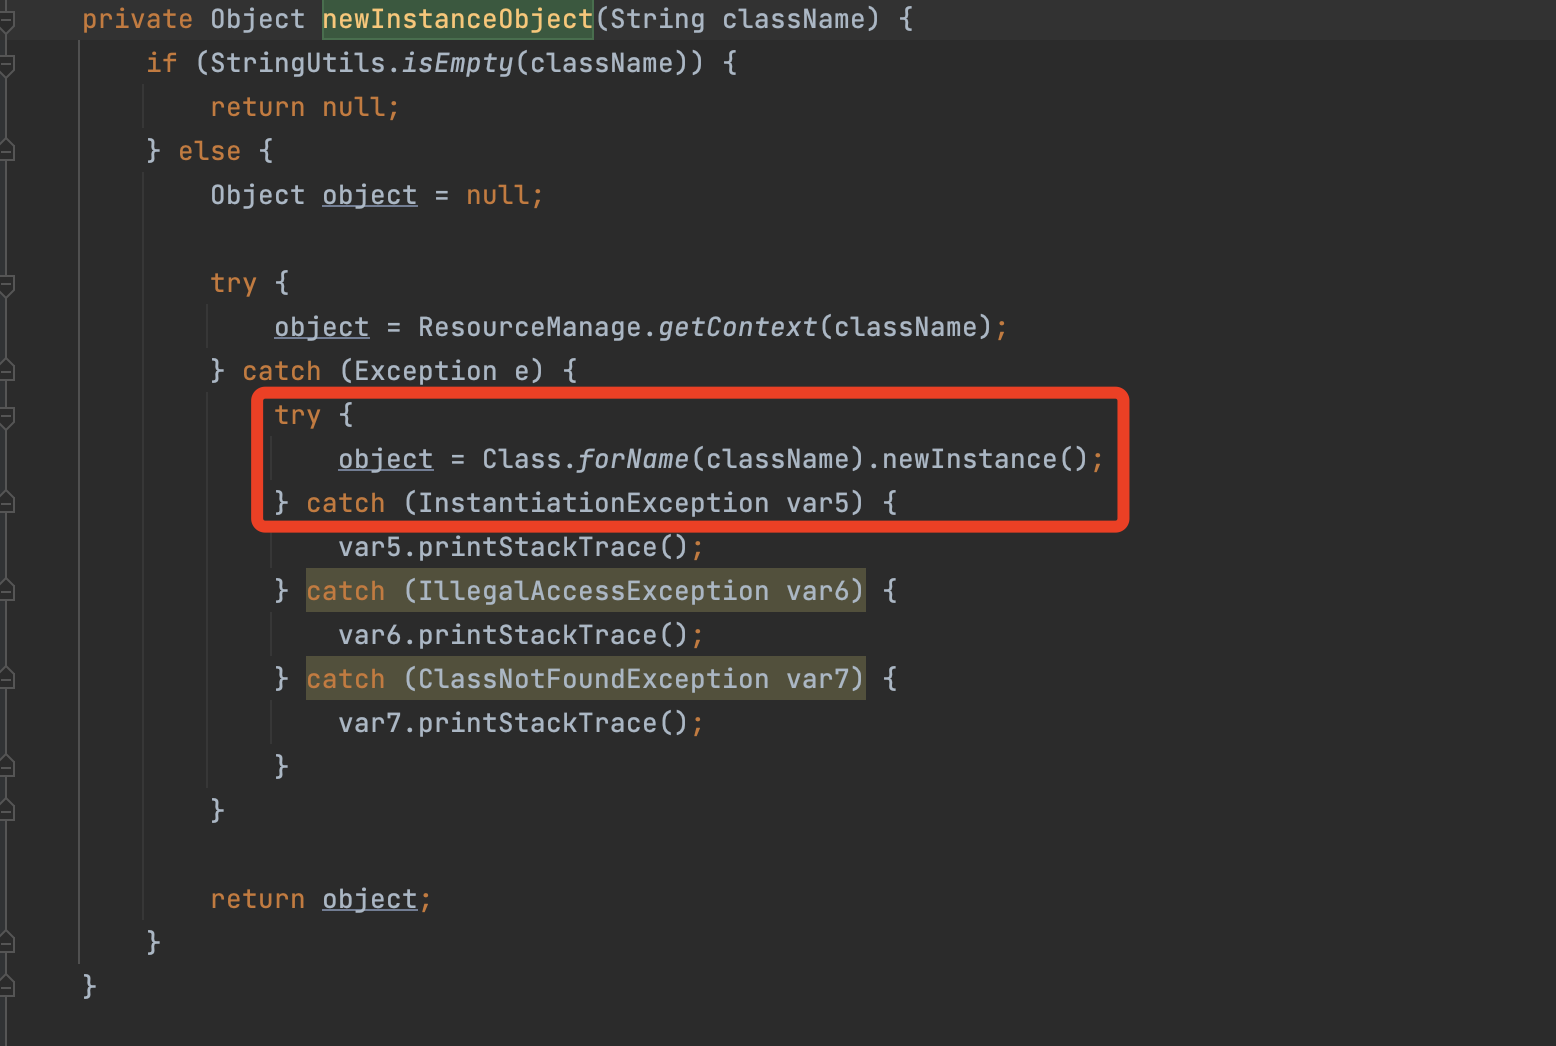 private Object newInstanceObject(String className) {
if (StringUtils.isEmpty(className)) {
return null;
} else {
Object object = null;
try {
object = ResourceManage.getContext(className);
} catch (Exception e) {
try {
object = Class.forName(className).newInstance();
} catch (InstantiationException var5) {
var5.printStackTrace();
} catch (IllegalAccessException var6) {
var6.printStackTrace();
} catch (ClassNotFoundException var7) {
var7.printStackTrace();
}
}
return object;
}
}